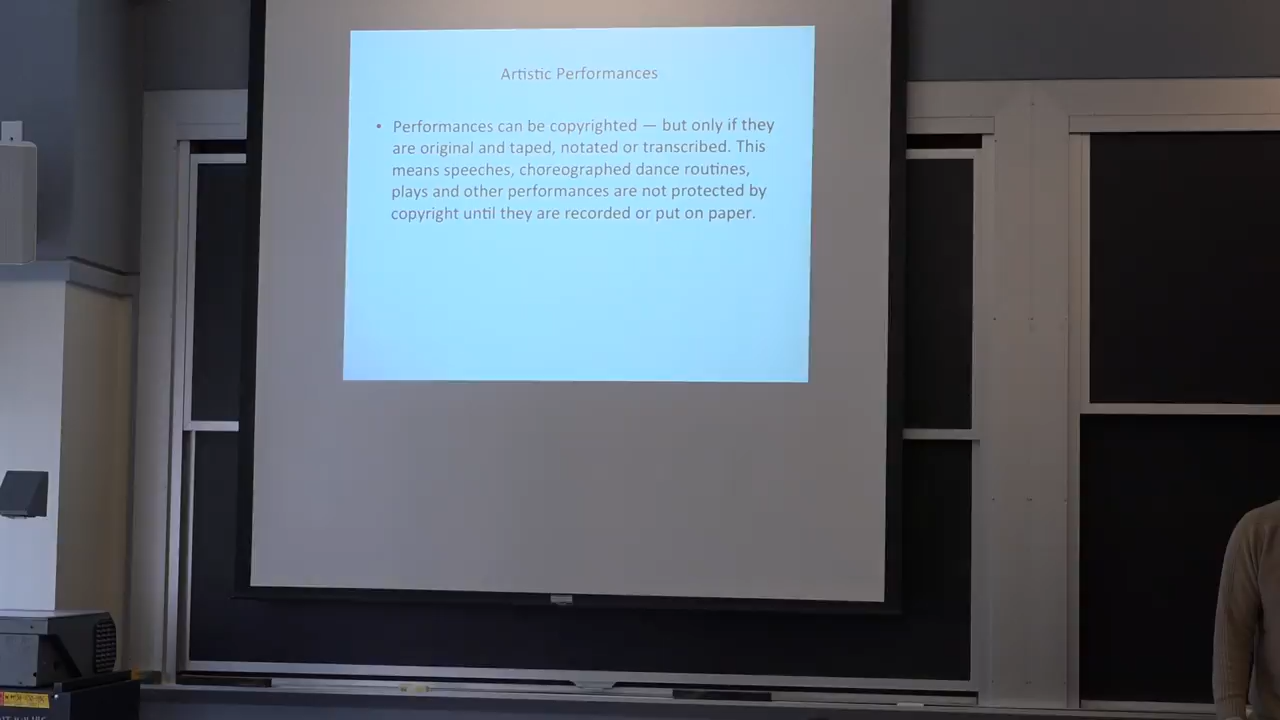 Artistic Performances
• Performances can be copyrighted — but only if they
are original and taped, notated or transcribed. This
means speeches, choreographed dance routines,
plays and other performances are not protected by
copyright until they are recorded or put on paper.